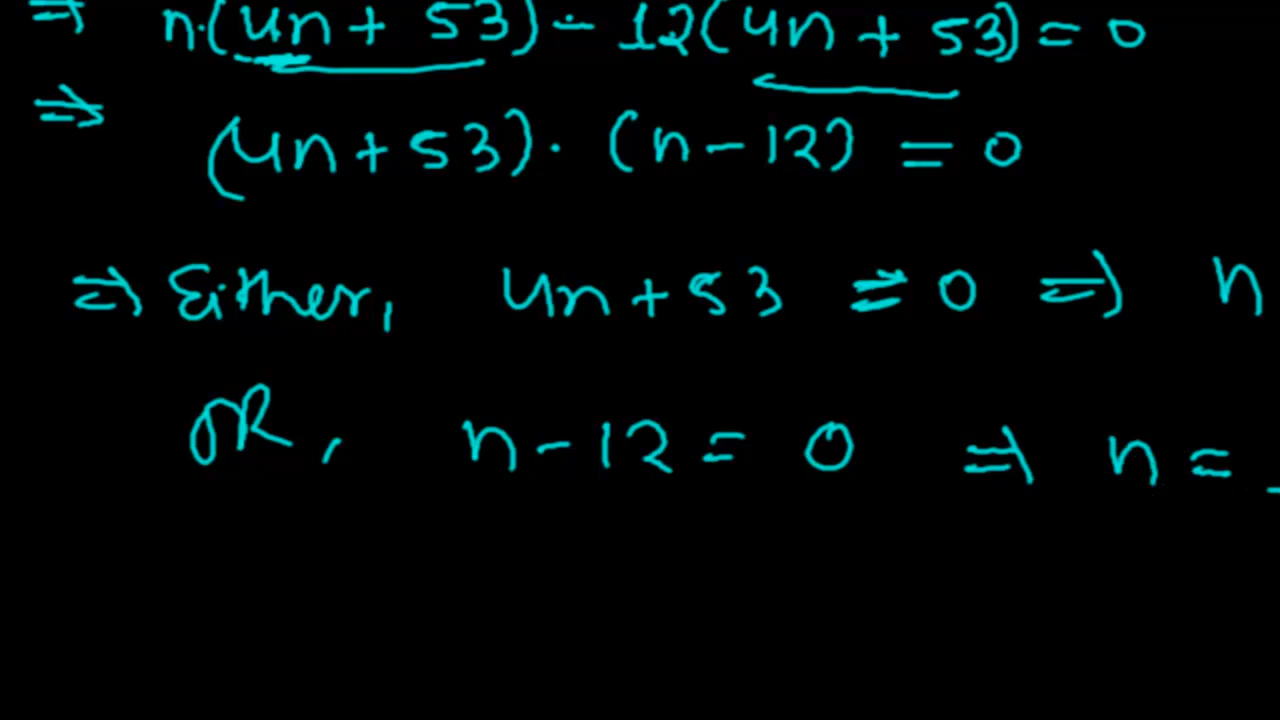 ⇒ n·(4n + 53) - 12(4n + 53) = 0
⇒ (4n + 53) · (n - 12) = 0
⇒ Either, 4n + 53 = 0 ⇒ n
OR, n - 12 = 0 ⇒ n =